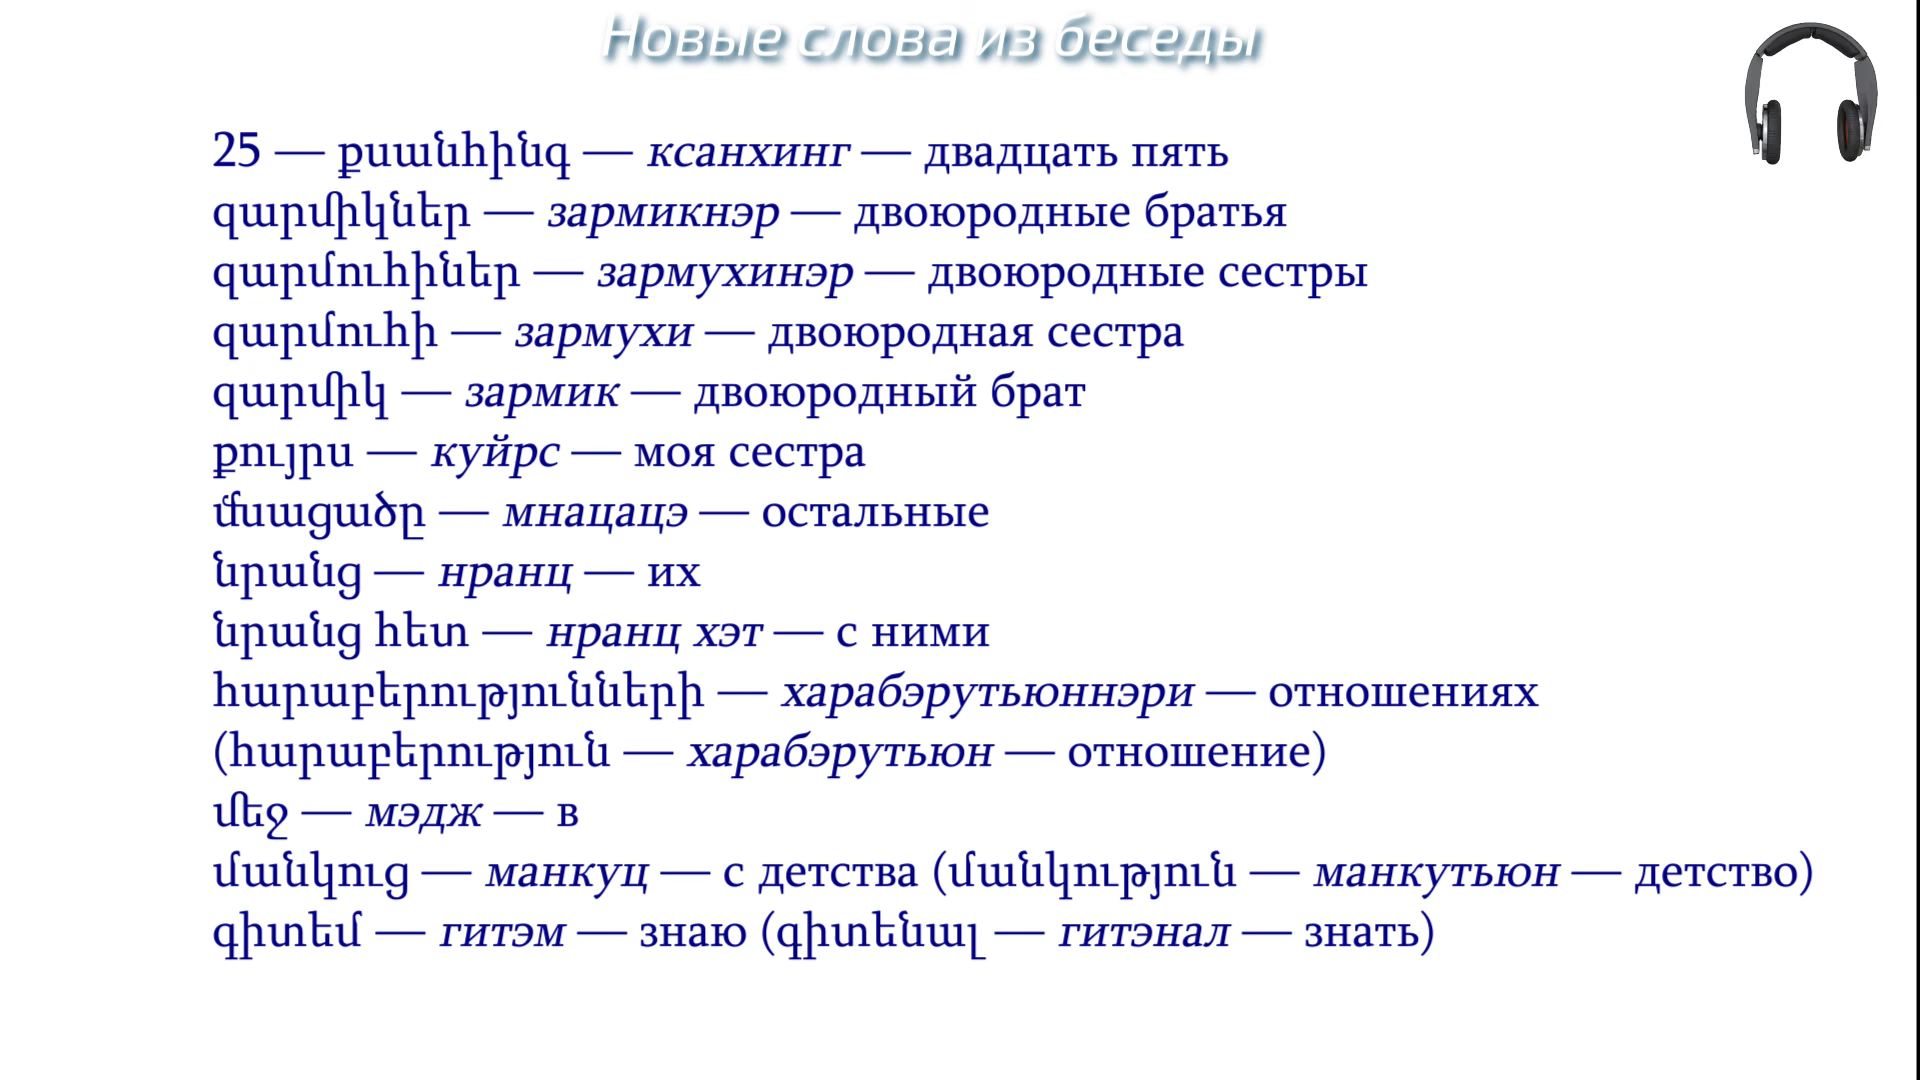 Новые слова из беседы
25 — քսանհինգ — ксанхинг — двадцать пять
զարմիկներ — зармикнэр — двоюродные братья
զարմուհիներ — зармухинэр — двоюродные сестры
զարմուհի — зармухи — двоюродная сестра
զարմիկ — зармик — двоюродный брат
քույրս — куйрс — моя сестра
մնացածը — мнацацэ — остальные
նրանց — нранц — их
նրանց հետ — нранц хэт — с ними
հարաբերությունների — харабэрутьюннэри — отношениях
(հարաբերություն — харабэрутьюн — отношение)
մեջ — мэдж — в
մանկուց — манкуц — с детства (մանկություն — манкутьюн — детство)
գիտեմ — гитэм — знаю (գիտենալ — гитэнал — знать)